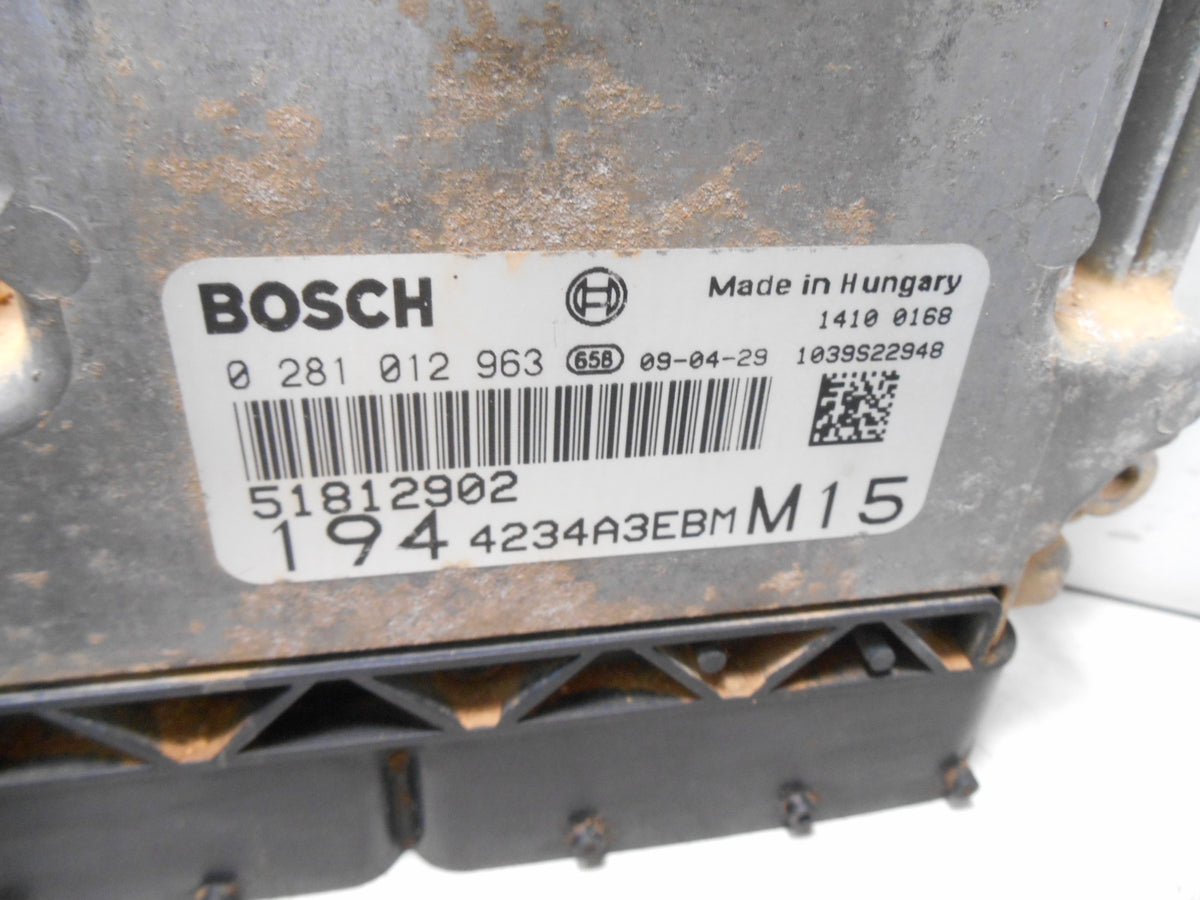 BOSCH
Made in Hungary
1410 0168
0 281 012 963 658 09-04-29 1039S22948
51812902
194 4234A3EBM M15